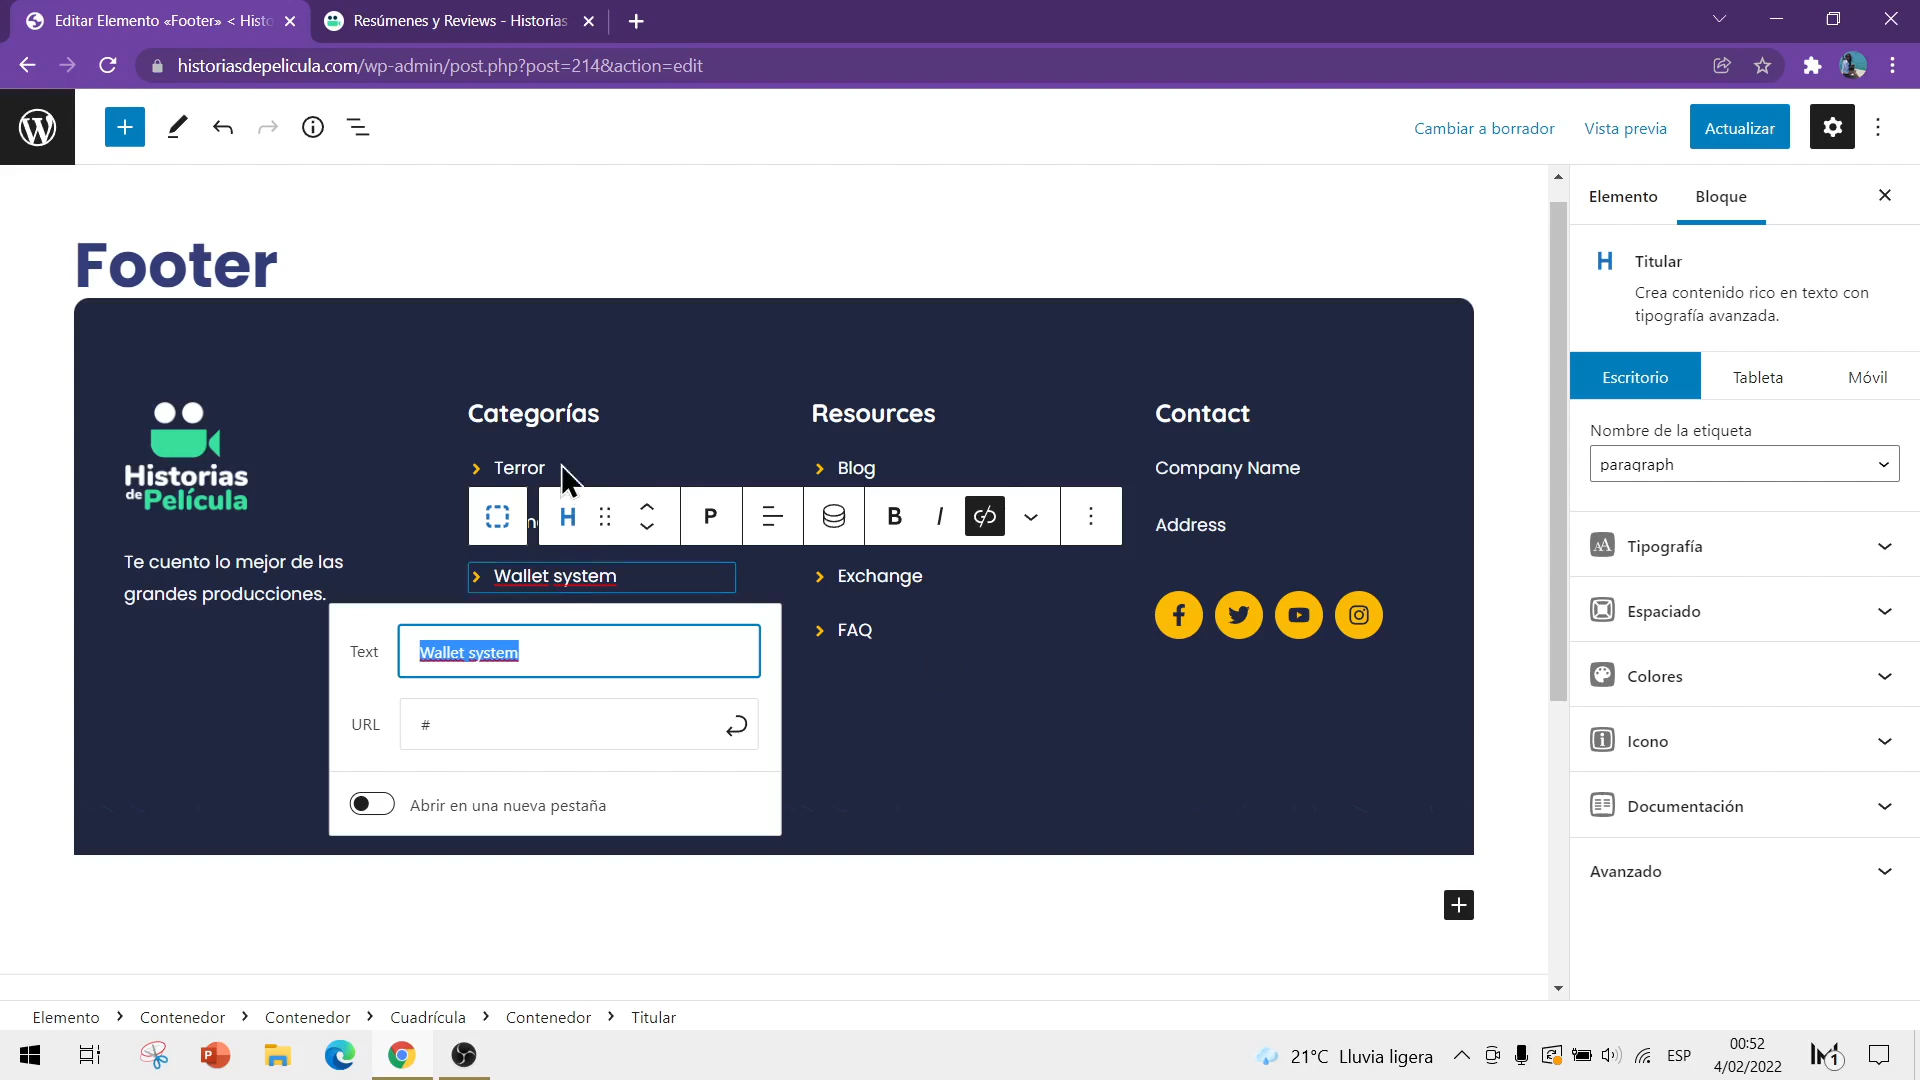 Editar Elemento «Footer» < Histo
Resúmenes y Reviews - Historias
historiasdepelicula.com/wp-admin/post.php?post=214&action=edit
Cambiar a borrador
Vista previa
Actualizar
Elemento
Bloque
Footer
H
Titular
Crea contenido rico en texto con
tipografía avanzada.
Escritorio
Tableta
Móvil
Nombre de la etiqueta
paragraph
Tipografía
Espaciado
Colores
Icono
Documentación
Avanzado
Historias
de Película
Te cuento lo mejor de las
grandes producciones.
Categorías
Terror
H
P
B
I
Wallet system
Resources
Blog
Exchange
FAQ
Contact
Company Name
Address
Text
Wallet system
URL
#
Abrir en una nueva pestaña
Elemento
Contenedor
Contenedor
Cuadrícula
Contenedor
Titular
21°C Lluvia ligera
ESP
00:52
4/02/2022
1